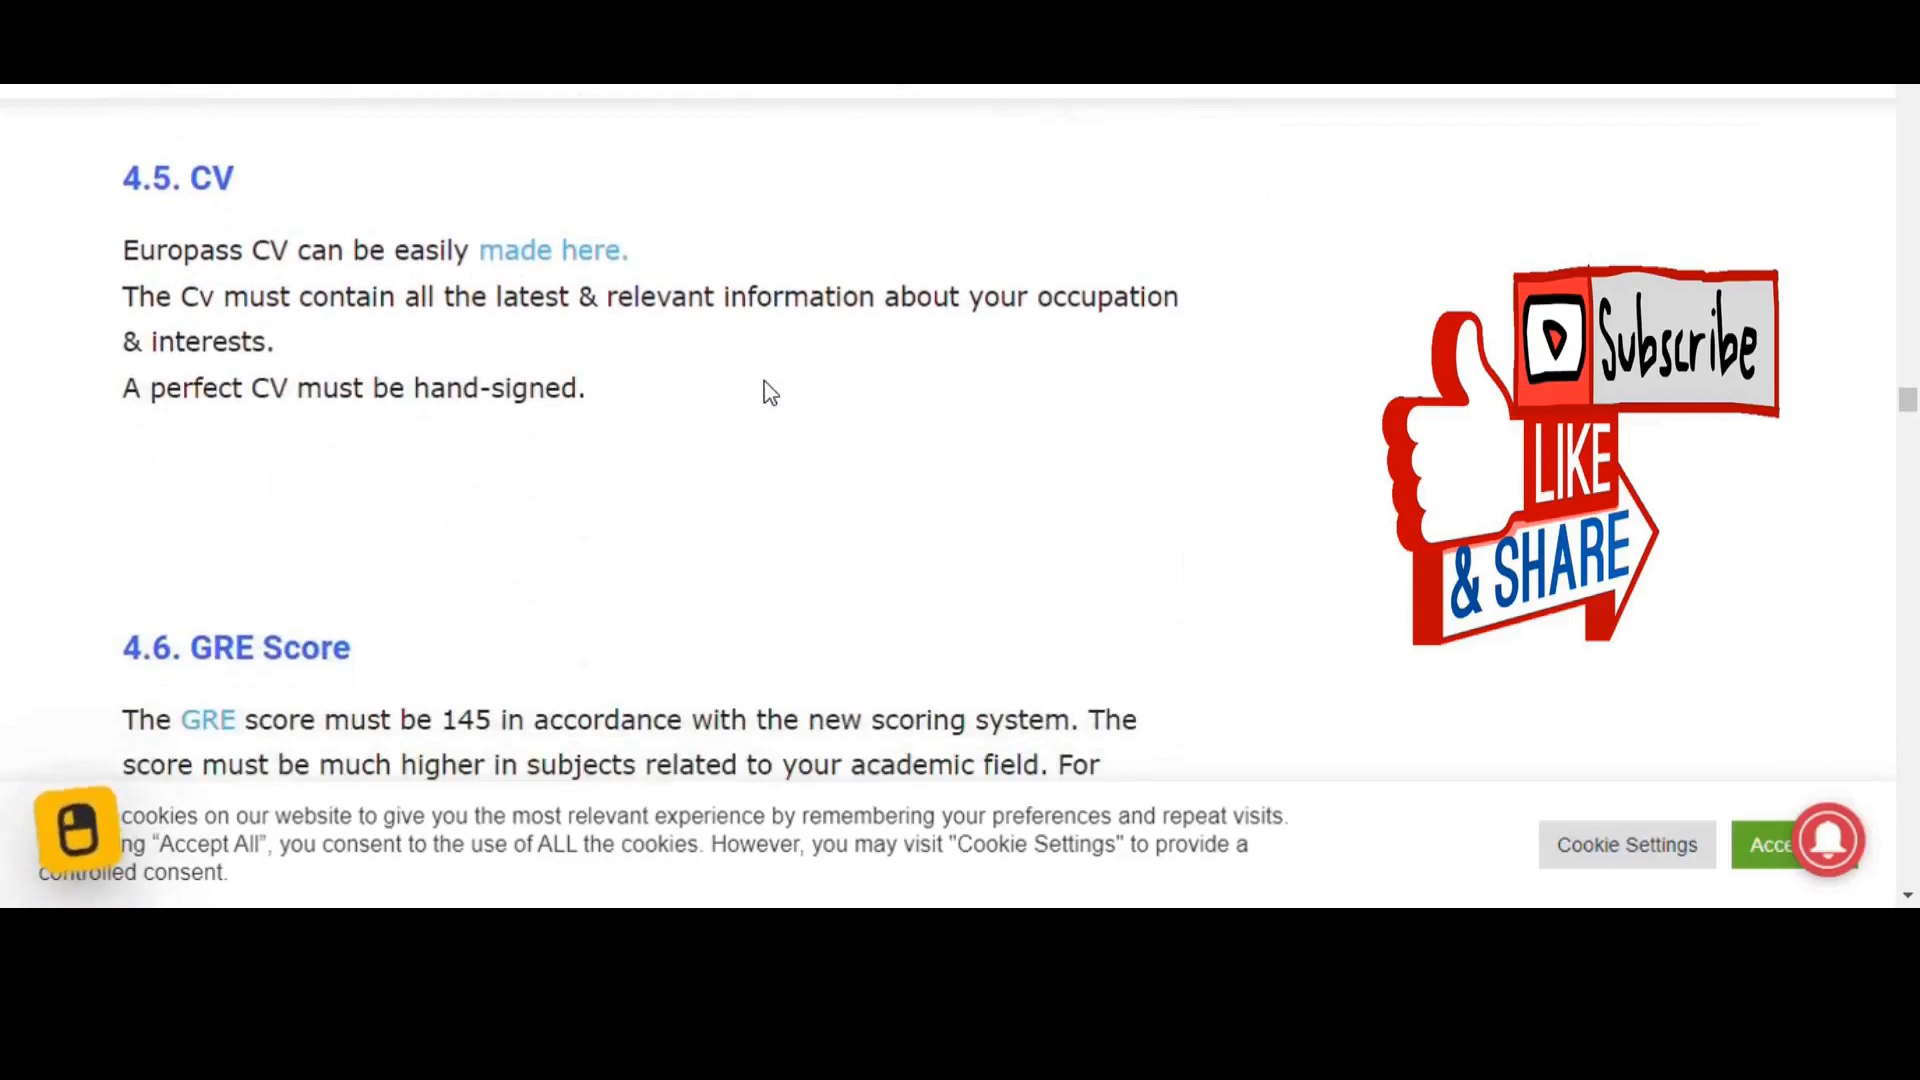 4.5. CV
Europass CV can be easily made here.
The Cv must contain all the latest & relevant information about your occupation
& interests.
A perfect CV must be hand-signed.
Subscribe
LIKE
& SHARE
4.6. GRE Score
The GRE score must be 145 in accordance with the new scoring system. The
score must be much higher in subjects related to your academic field. For
cookies on our website to give you the most relevant experience by remembering your preferences and repeat visits.
ng “Accept All”, you consent to the use of ALL the cookies. However, you may visit "Cookie Settings" to provide a
controlled consent.
Cookie Settings
Acce